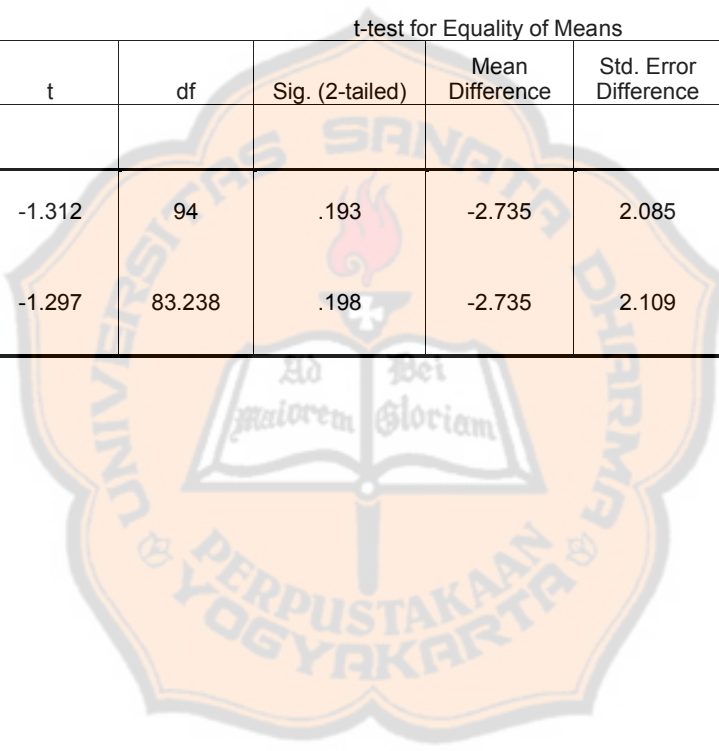 t-test for Equality of Means
t df Sig. (2-tailed) Mean Difference Std. Error Difference
-1.312 94 .193 -2.735 2.085
-1.297 83.238 .198 -2.735 2.109
UNIVERSITAS SANATA DHARMA
Ad Dei
maiorem Gloriam
PERPUSTAKAAN
YOGYAKARTA